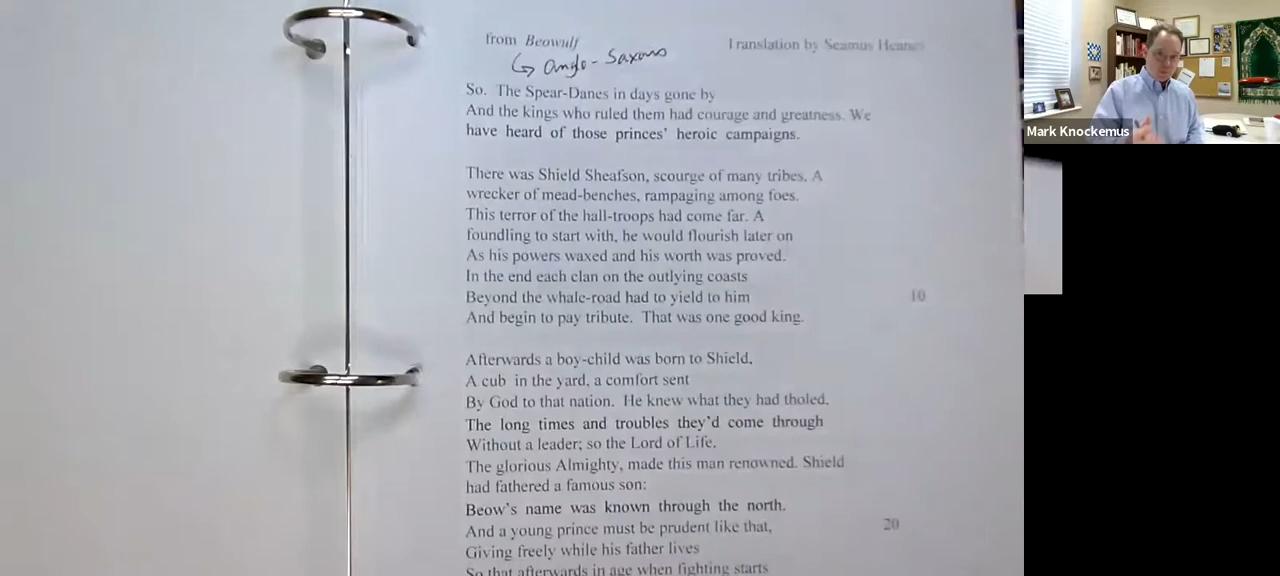 from Beowulf
Translation by Seamus Heaney
↳ Anglo-Saxons
So. The Spear-Danes in days gone by
And the kings who ruled them had courage and greatness. We
have heard of those princes' heroic campaigns.
There was Shield Sheafson, scourge of many tribes. A
wrecker of mead-benches, rampaging among foes.
This terror of the hall-troops had come far. A
foundling to start with, he would flourish later on
As his powers waxed and his worth was proved.
In the end each clan on the outlying coasts
Beyond the whale-road had to yield to him
10
And begin to pay tribute. That was one good king.
Afterwards a boy-child was born to Shield,
A cub in the yard, a comfort sent
By God to that nation. He knew what they had tholed,
The long times and troubles they'd come through
Without a leader; so the Lord of Life,
The glorious Almighty, made this man renowned. Shield
had fathered a famous son:
Beow's name was known through the north.
And a young prince must be prudent like that,
20
Giving freely while his father lives
So that afterwards in age when fighting starts
Mark Knockemus